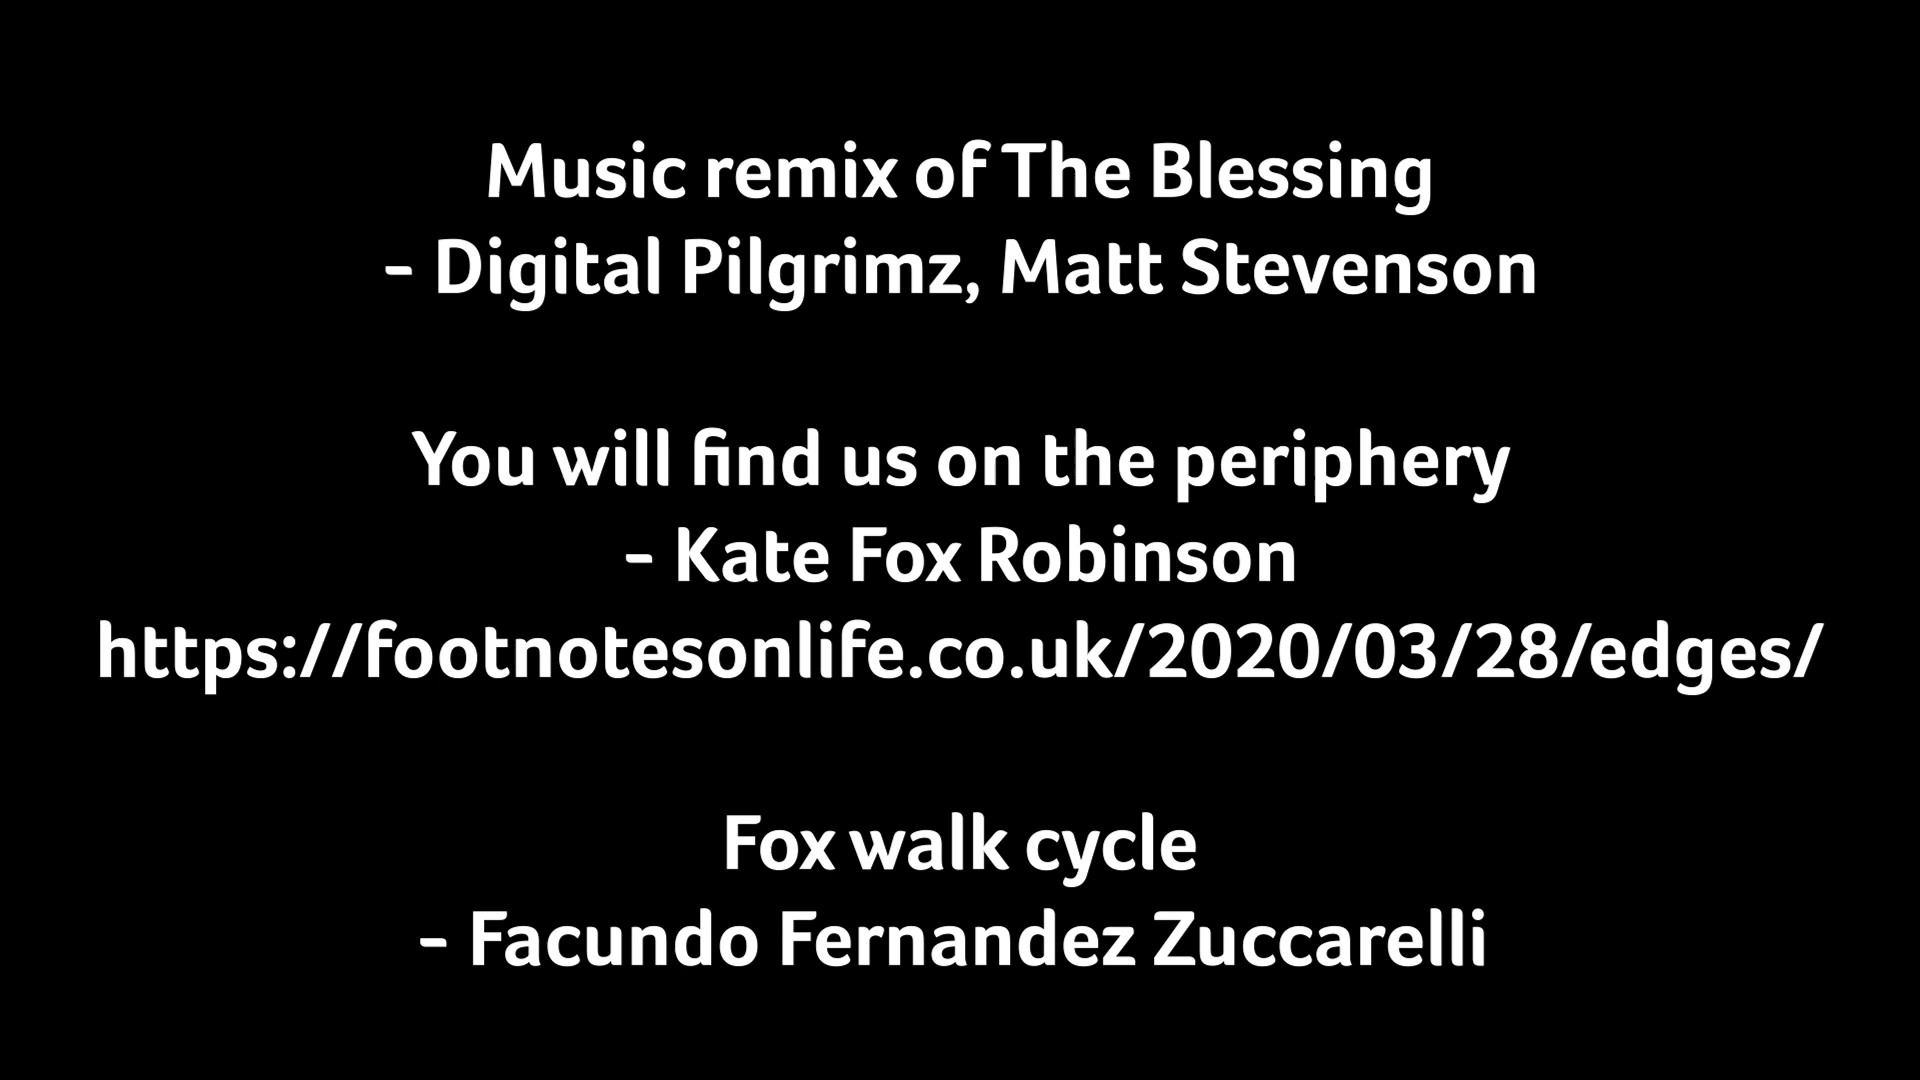 Music remix of The Blessing
- Digital Pilgrimz, Matt Stevenson
You will find us on the periphery
- Kate Fox Robinson
https://footnotesonlife.co.uk/2020/03/28/edges/
Fox walk cycle
- Facundo Fernandez Zuccarelli